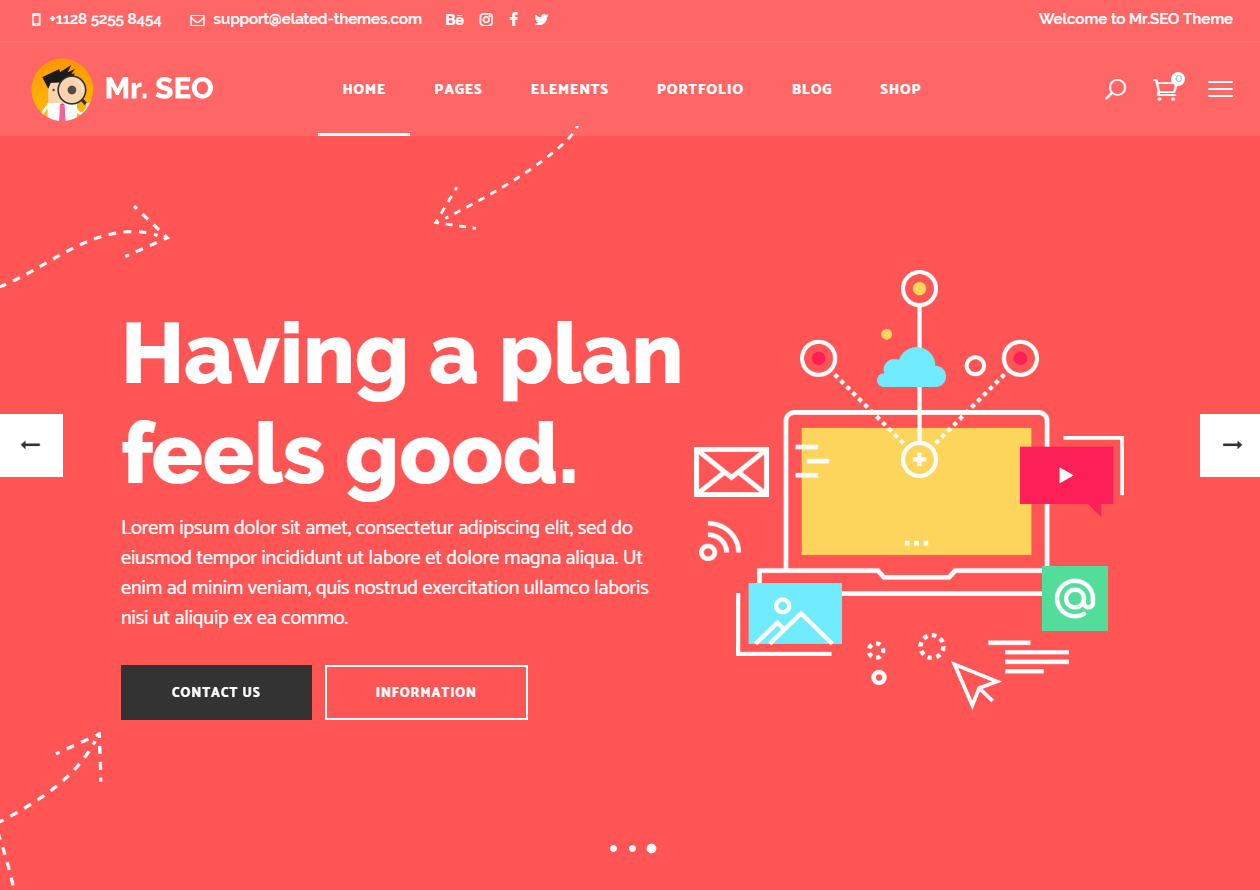 +1128 5255 8454 support@elated-themes.com Bē Welcome to Mr.SEO Theme
Mr. SEO HOME PAGES ELEMENTS PORTFOLIO BLOG SHOP 0
Having a plan
feels good.
Lorem ipsum dolor sit amet, consectetur adipiscing elit, sed do
eiusmod tempor incididunt ut labore et dolore magna aliqua. Ut
enim ad minim veniam, quis nostrud exercitation ullamco laboris
nisi ut aliquip ex ea commo.
CONTACT US INFORMATION
@